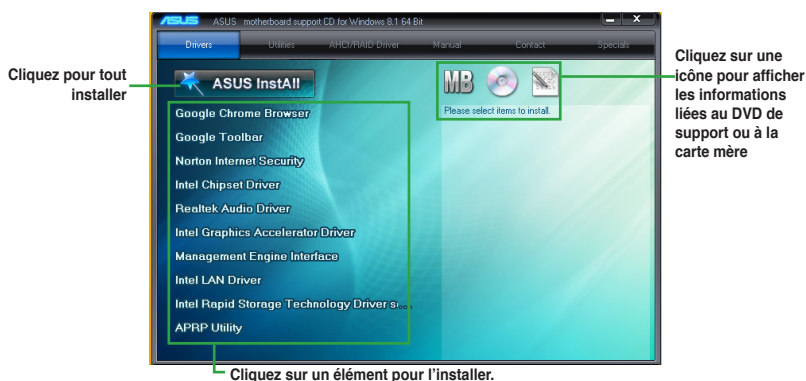 ASUS ASUS motherboard support CD for Windows 8.1 64 Bit
Drivers Utilities AHCI/RAID Driver Manual Contact Specials
Cliquez pour tout
installer
ASUS InstAll
MB
Please select items to install.
Cliquez sur une
icône pour afficher
les informations
liées au DVD de
support ou à la
carte mère
Google Chrome Browser
Google Toolbar
Norton Internet Security
Intel Chipset Driver
Realtek Audio Driver
Intel Graphics Accelerator Driver
Management Engine Interface
Intel LAN Driver
Intel Rapid Storage Technology Driver s...
APRP Utility
Cliquez sur un élément pour l’installer.